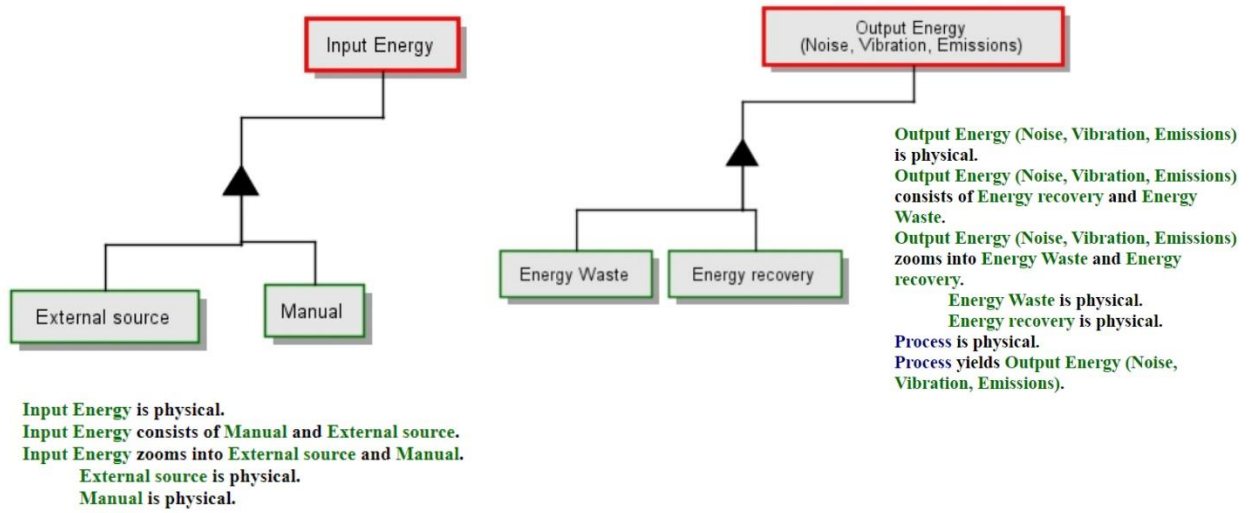 Input Energy
External source
Manual
Input Energy is physical.
Input Energy consists of Manual and External source.
Input Energy zooms into External source and Manual.
External source is physical.
Manual is physical.
Output Energy
(Noise, Vibration, Emissions)
Energy Waste
Energy recovery
Output Energy (Noise, Vibration, Emissions)
is physical.
Output Energy (Noise, Vibration, Emissions)
consists of Energy recovery and Energy
Waste.
Output Energy (Noise, Vibration, Emissions)
zooms into Energy Waste and Energy
recovery.
Energy Waste is physical.
Energy recovery is physical.
Process is physical.
Process yields Output Energy (Noise,
Vibration, Emissions).